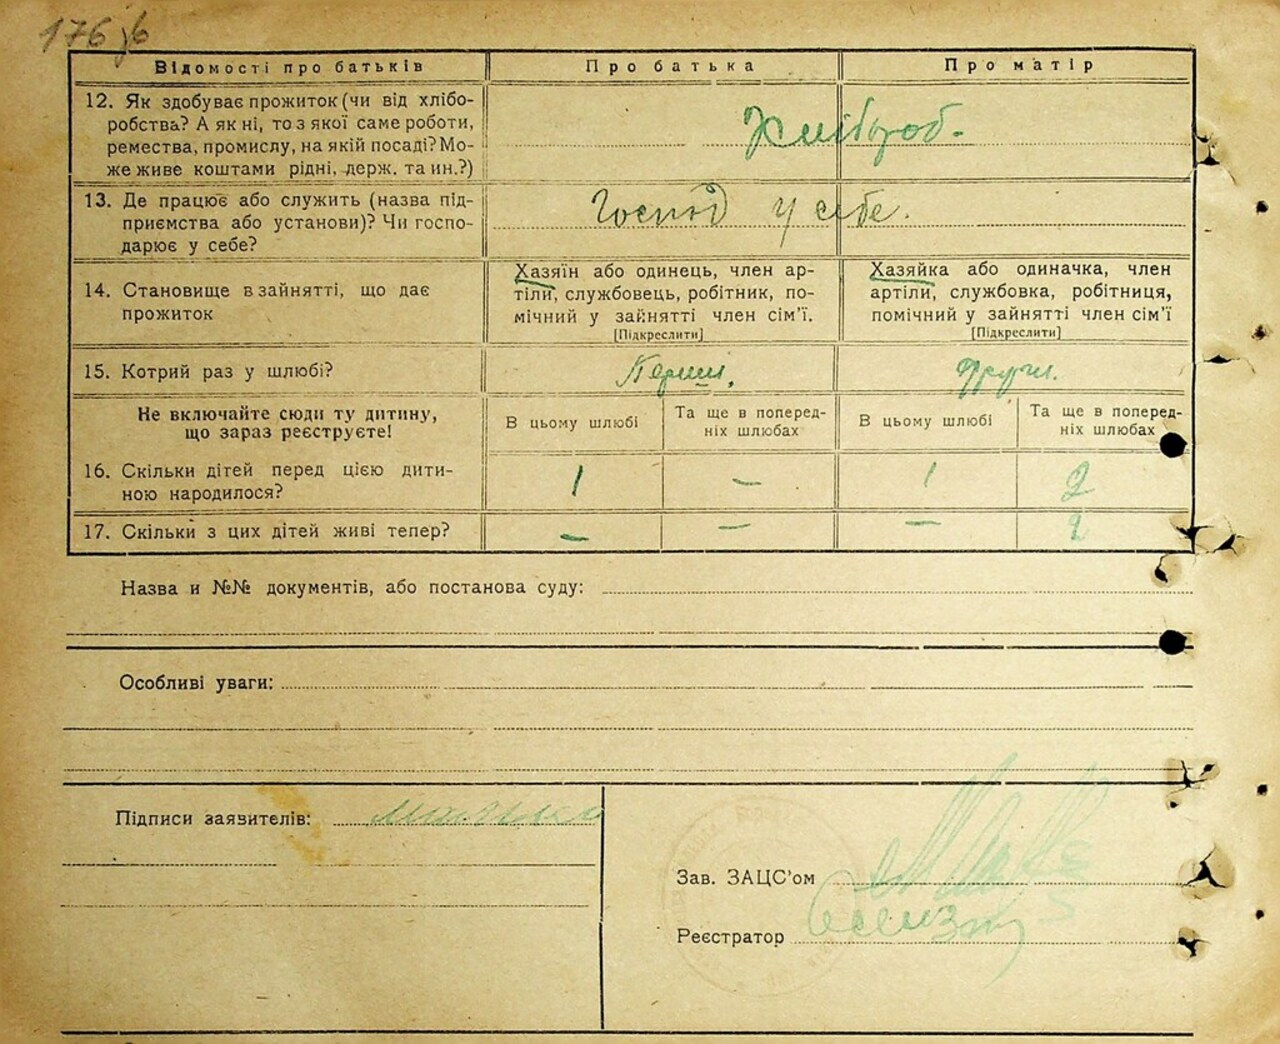 176 зб
Відомості про батьків
Про батька
Про матір
12. Як здобуває прожиток (чи від хлібо-
робства? А як ні, то з якої саме роботи,
ремества, промислу, на якій посаді? Мо-
же живе коштами рідні, держ. та ин.?)
Хлібороб.
13. Де працює або служить (назва під-
приємства або установи)? Чи госпо-
дарює у себе?
Господ у себе.
14. Становище в зайнятті, що дає
прожиток
Хазяїн або одинець, член ар-
тіли, службовець, робітник, по-
мічний у зайнятті член сім'ї.
[Підкреслити]
Хазяйка або одиначка, член
артіли, службовка, робітниця,
помічний у зайнятті член сім'ї
[Підкреслити]
15. Котрий раз у шлюбі?
Перший.
Други.
Не включайте сюди ту дитину,
що зараз реєструєте!
В цьому шлюбі
Та ще в поперед-
ніх шлюбах
В цьому шлюбі
Та ще в поперед-
ніх шлюбах
16. Скільки дітей перед цією дити-
ною народилося?
1 – 1 2
17. Скільки з цих дітей живі тепер?
– – – 2
Назва и №№ документів, або постанова суду:
Особливі уваги:
Підписи заявителів:
Зав. ЗАЦС'ом
Реєстратор